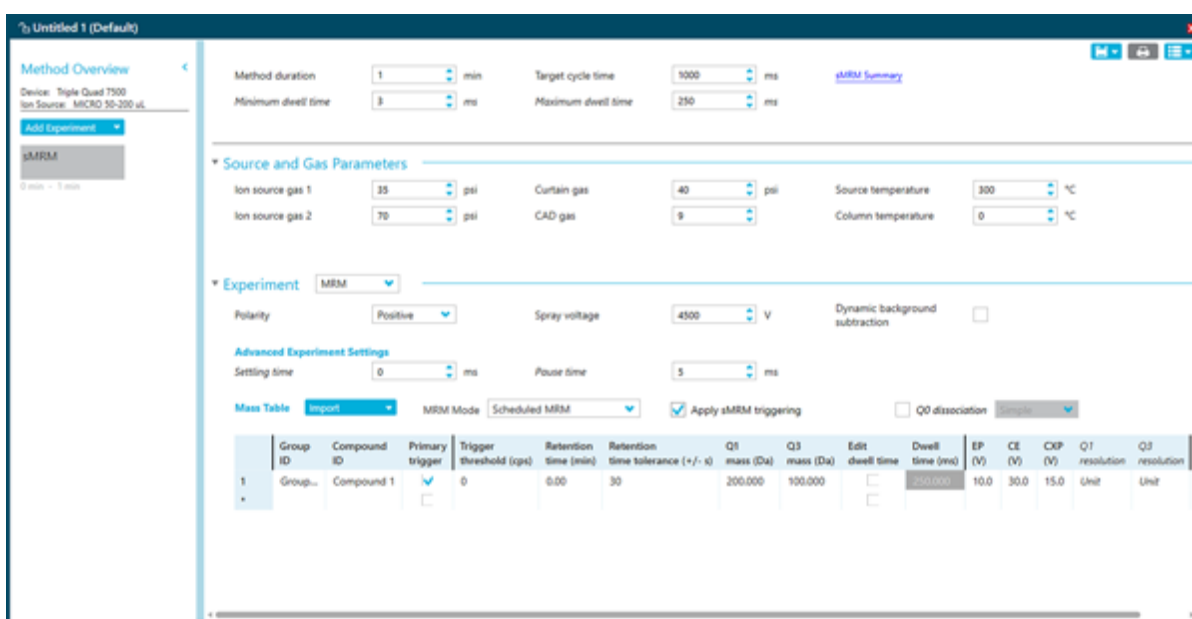 Untitled 1 (Default)
Method Overview
Device: Triple Quad 7500
Ion Source: MICRO 50-200 uL
Add Experiment
sMRM
0 min - 1 min
Method duration 1 min Target cycle time 1000 ms sMRM Summary
Minimum dwell time 3 ms Maximum dwell time 250 ms
Source and Gas Parameters
Ion source gas 1 35 psi Curtain gas 40 psi Source temperature 300 °C
Ion source gas 2 70 psi CAD gas 9 Column temperature 0 °C
Experiment MRM
Polarity Positive Spray voltage 4500 V Dynamic background
subtraction
Advanced Experiment Settings
Settling time 0 ms Pause time 5 ms
Mass Table Import MRM Mode Scheduled MRM Apply sMRM triggering Q0 dissociation Simple
Group Compound Primary Trigger Retention Retention Q1 Q3 Edit Dwell EP CE CXP Q1 Q3
ID ID trigger threshold (cps) time (min) time tolerance (+/- s) mass (Da) mass (Da) dwell time time (ms) (V) (V) (V) resolution resolution
1 Group... Compound 1 0 0.00 30 200.000 100.000 250.000 10.0 30.0 15.0 Unit Unit